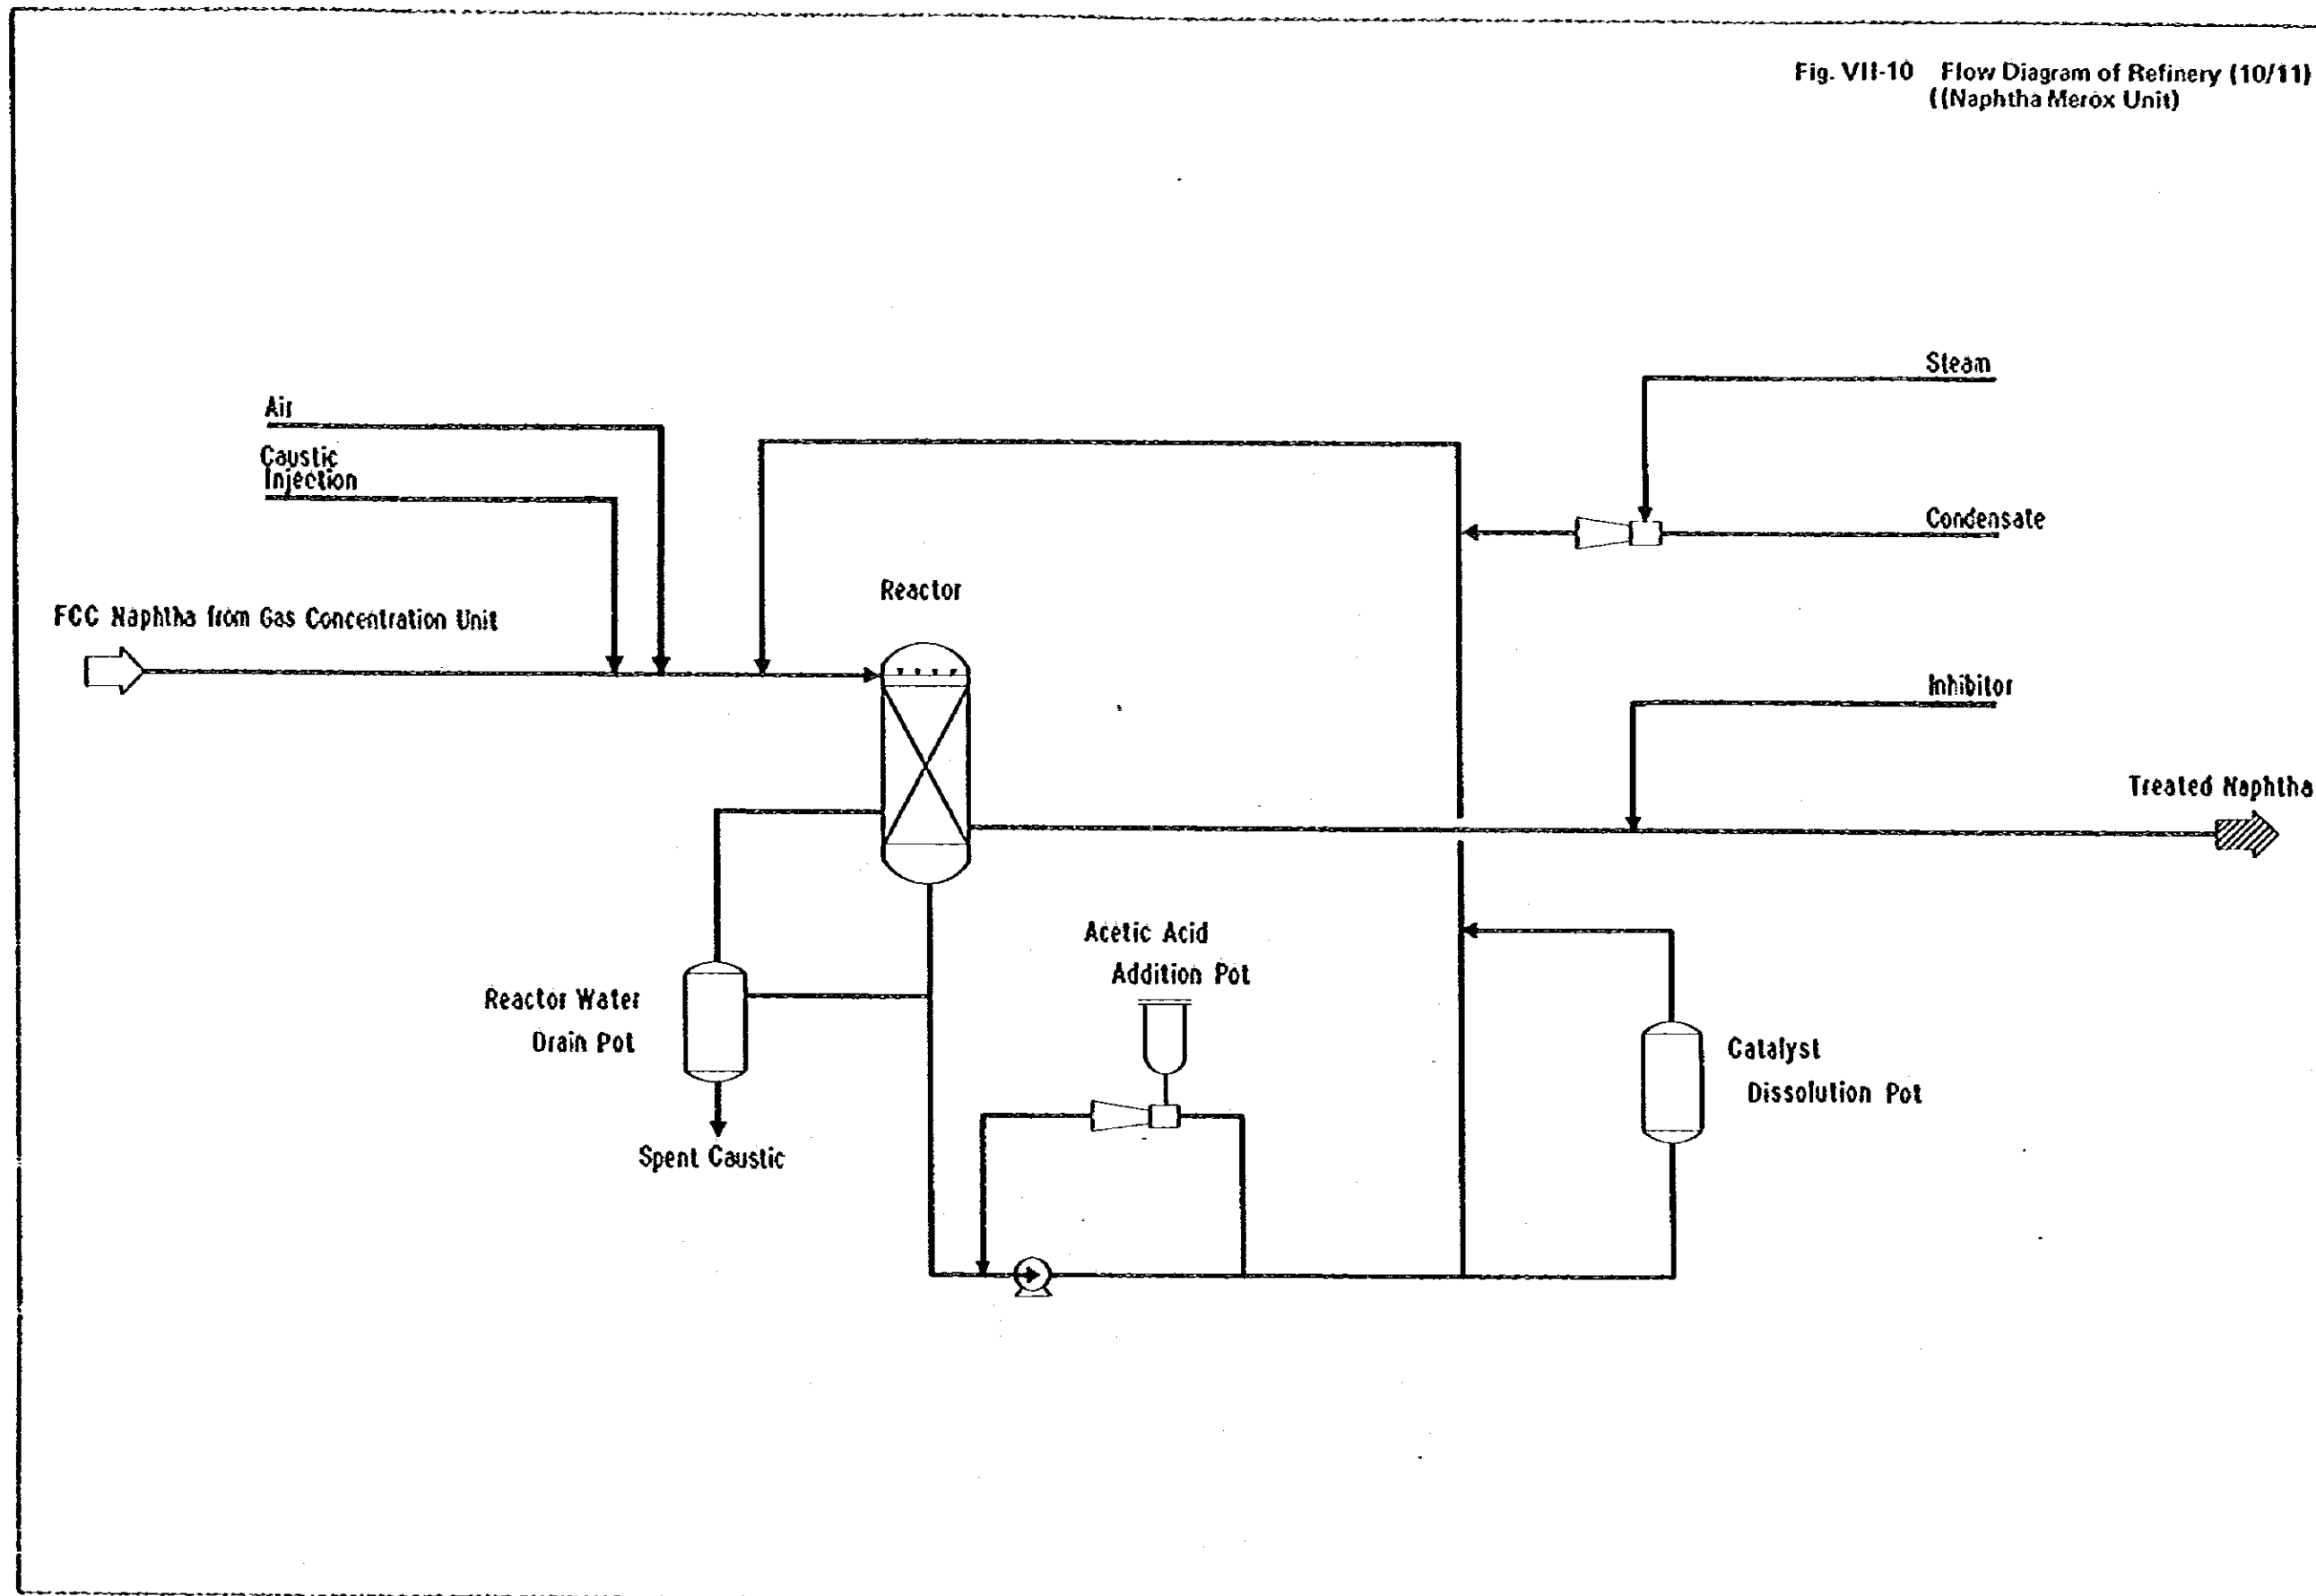 Fig. VII-10 Flow Diagram of Refinery (10/11)
((Naphtha Merox Unit)
Steam
Air
Caustic
Injection
Condensate
Reactor
FCC Naphtha from Gas Concentration Unit
Inhibitor
Treated Naphtha
Acetic Acid
Addition Pot
Reactor Water
Drain Pot
Catalyst
Dissolution Pot
Spent Caustic